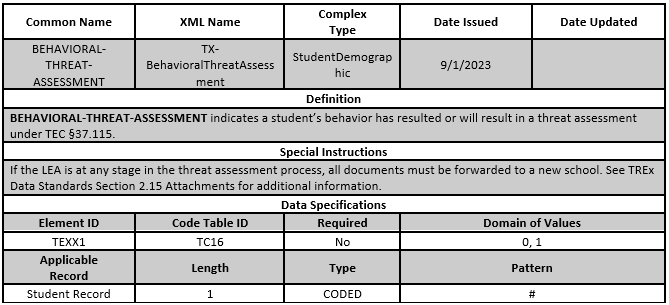 Common Name XML Name Complex Type Date Issued Date Updated
BEHAVIORAL-THREAT-ASSESSMENT TX-BehavioralThreatAssessment StudentDemographic 9/1/2023
Definition
BEHAVIORAL-THREAT-ASSESSMENT indicates a student's behavior has resulted or will result in a threat assessment
under TEC §37.115.
Special Instructions
If the LEA is at any stage in the threat assessment process, all documents must be forwarded to a new school. See TREx
Data Standards Section 2.15 Attachments for additional information.
Data Specifications
Element ID Code Table ID Required Domain of Values
TEXX1 TC16 No 0, 1
Applicable Record Length Type Pattern
Student Record 1 CODED #